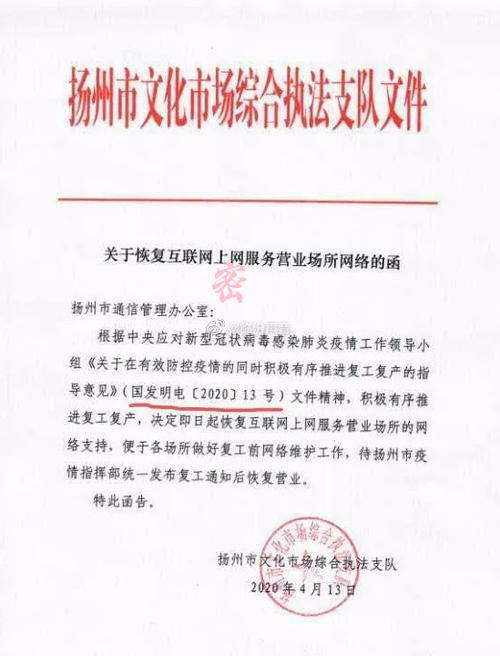 扬州市文化市场综合执法支队文件
关于恢复互联网上网服务营业场所网络的函
密
扬州市通信管理办公室:
根据中央应对新型冠状病毒感染肺炎疫情工作领导小
组《关于在有效防控疫情的同时积极有序推进复工复产的指
导意见》(国发明电〔2020〕13 号)文件精神,积极有序推
进复工复产,决定即日起恢复互联网上网服务营业场所的网
络支持,便于各场所做好复工前网络维护工作,待扬州市疫
情指挥部统一发布复工通知后恢复营业。
特此函告。
扬州市文化市场综合执法支队
2020 年 4 月 13 日
扬州市文化市场综合执法支队